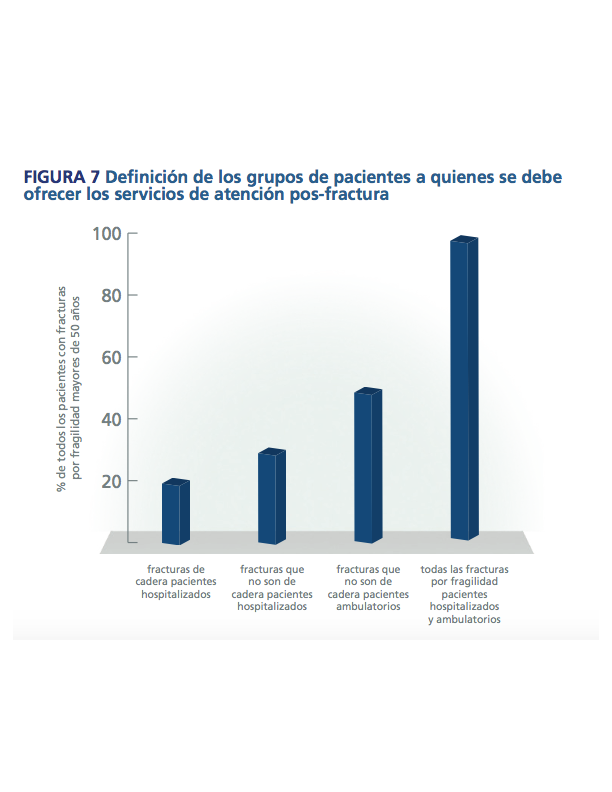 FIGURA 7 Definición de los grupos de pacientes a quienes se debe
ofrecer los servicios de atención pos-fractura
% de todos los pacientes con fracturas
por fragilidad mayores de 50 años
100
80
60
40
20
fracturas de
cadera pacientes
hospitalizados
fracturas que
no son de
cadera pacientes
hospitalizados
fracturas que
no son de
cadera pacientes
ambulatorios
todas las fracturas
por fragilidad
pacientes
hospitalizados
y ambulatorios